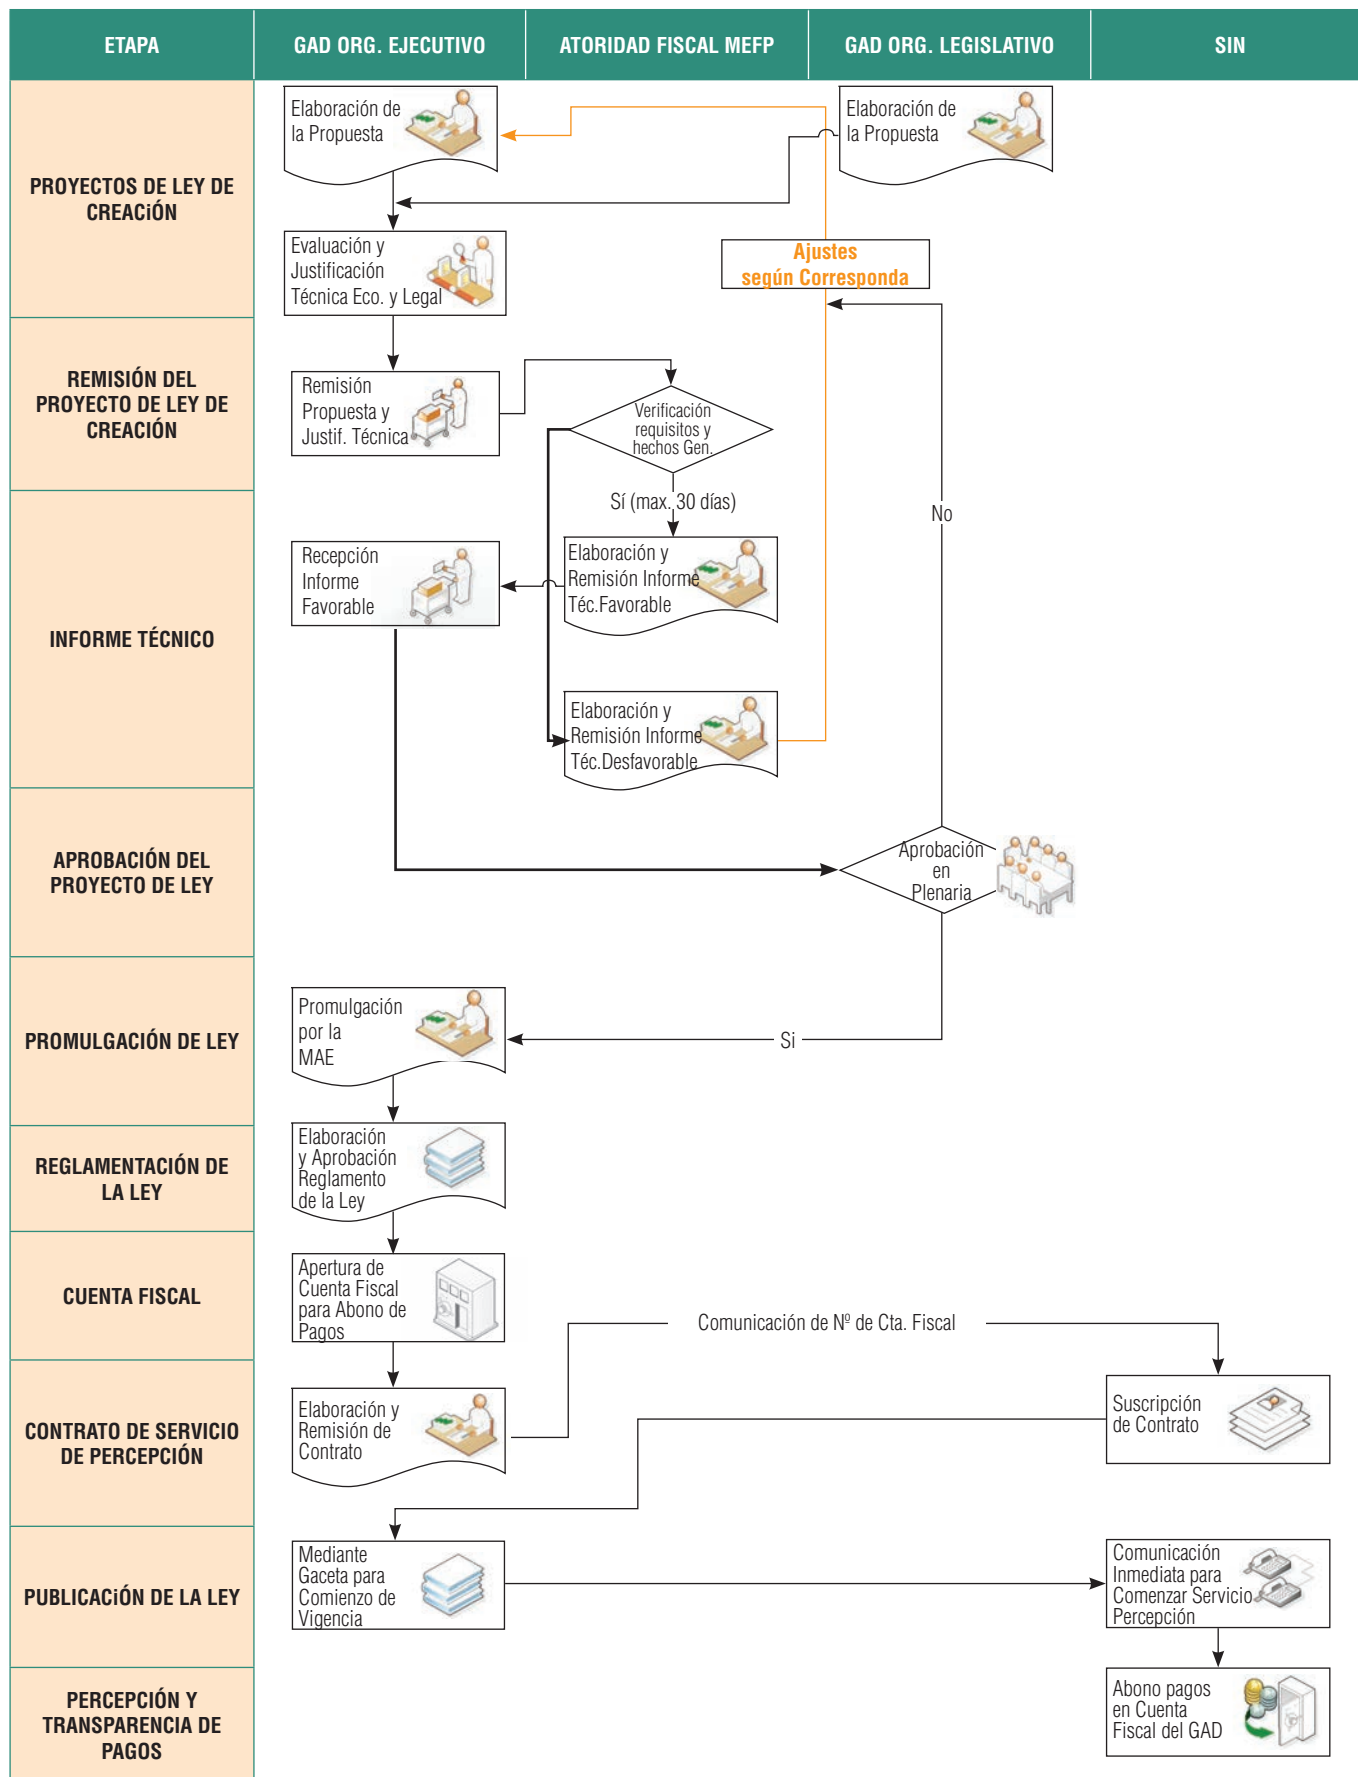 ETAPA
GAD ORG. EJECUTIVO
ATORIDAD FISCAL MEFP
GAD ORG. LEGISLATIVO
SIN
PROYECTOS DE LEY DE
CREACiÓN
Elaboración de
la Propuesta
Elaboración de
la Propuesta
Evaluación y
Justificación
Técnica Eco. y Legal
Ajustes
según Corresponda
REMISIÓN DEL
PROYECTO DE LEY DE
CREACIÓN
Remisión
Propuesta y
Justif. Técnica
Verificación
requisitos y
hechos Gen.
Sí (max. 30 días)
No
INFORME TÉCNICO
Recepción
Informe
Favorable
Elaboración y
Remisión Informe
Téc.Favorable
Elaboración y
Remisión Informe
Téc.Desfavorable
APROBACIÓN DEL
PROYECTO DE LEY
Aprobación
en
Plenaria
PROMULGACIÓN DE LEY
Promulgación
por la
MAE
Si
REGLAMENTACIÓN DE
LA LEY
Elaboración
y Aprobación
Reglamento
de la Ley
CUENTA FISCAL
Apertura de
Cuenta Fiscal
para Abono de
Pagos
Comunicación de Nº de Cta. Fiscal
CONTRATO DE SERVICIO
DE PERCEPCIÓN
Elaboración y
Remisión de
Contrato
Suscripción
de Contrato
PUBLICACiÓN DE LA LEY
Mediante
Gaceta para
Comienzo de
Vigencia
Comunicación
Inmediata para
Comenzar Servicio
Percepción
PERCEPCIÓN Y
TRANSPARENCIA DE
PAGOS
Abono pagos
en Cuenta
Fiscal del GAD